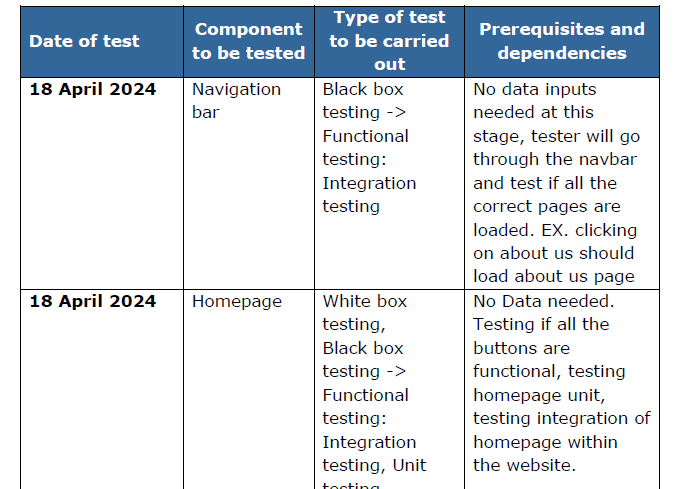 Date of test
Component
to be tested
Type of test
to be carried
out
Prerequisites and
dependencies
18 April 2024
Navigation
bar
Black box
testing ->
Functional
testing:
Integration
testing
No data inputs
needed at this
stage, tester will go
through the navbar
and test if all the
correct pages are
loaded. EX. clicking
on about us should
load about us page
18 April 2024
Homepage
White box
testing,
Black box
testing ->
Functional
testing:
Integration
testing, Unit
testing
No Data needed.
Testing if all the
buttons are
functional, testing
homepage unit,
testing integration of
homepage within
the website.